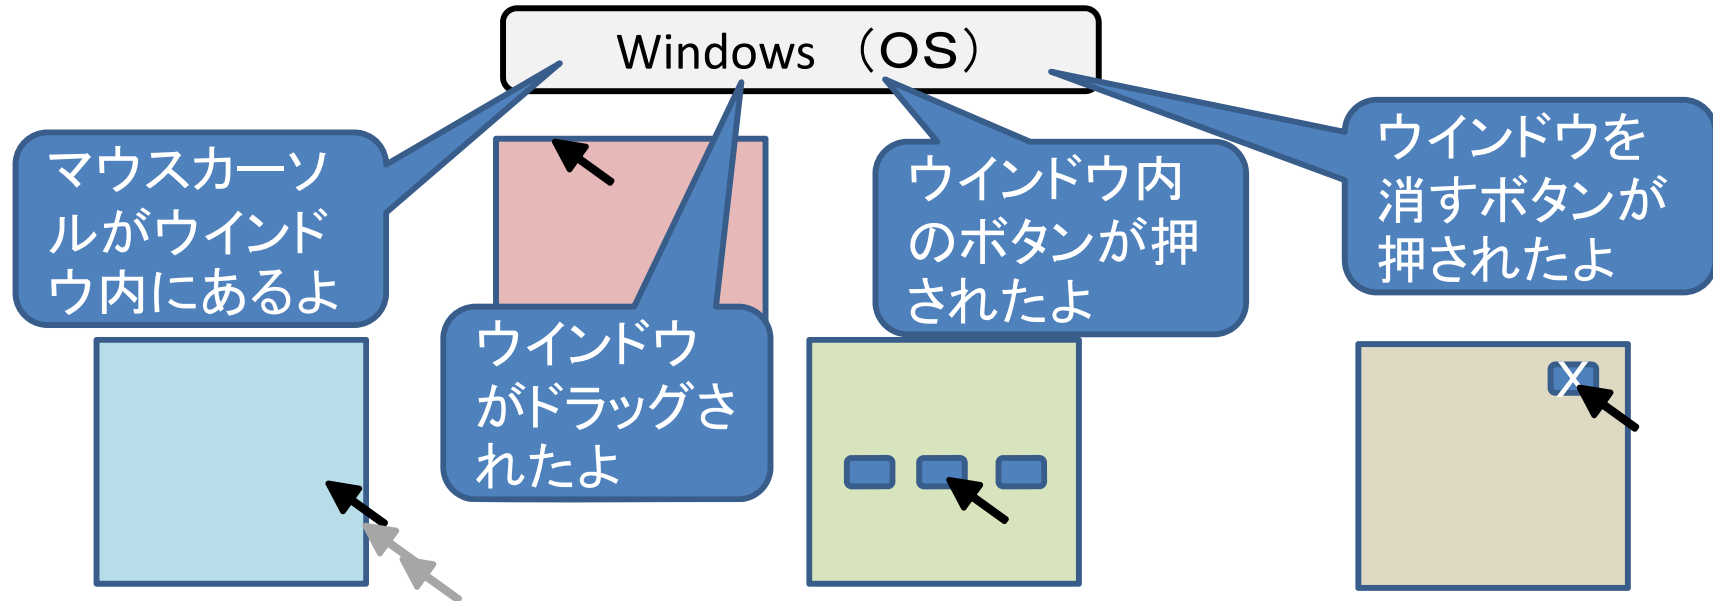 Windows （ＯＳ）
マウスカーソ
ルがウインド
ウ内にあるよ
ウインドウ
がドラッグさ
れたよ
ウインドウ内
のボタンが押
されたよ
ウインドウを
消すボタンが
押されたよ
X